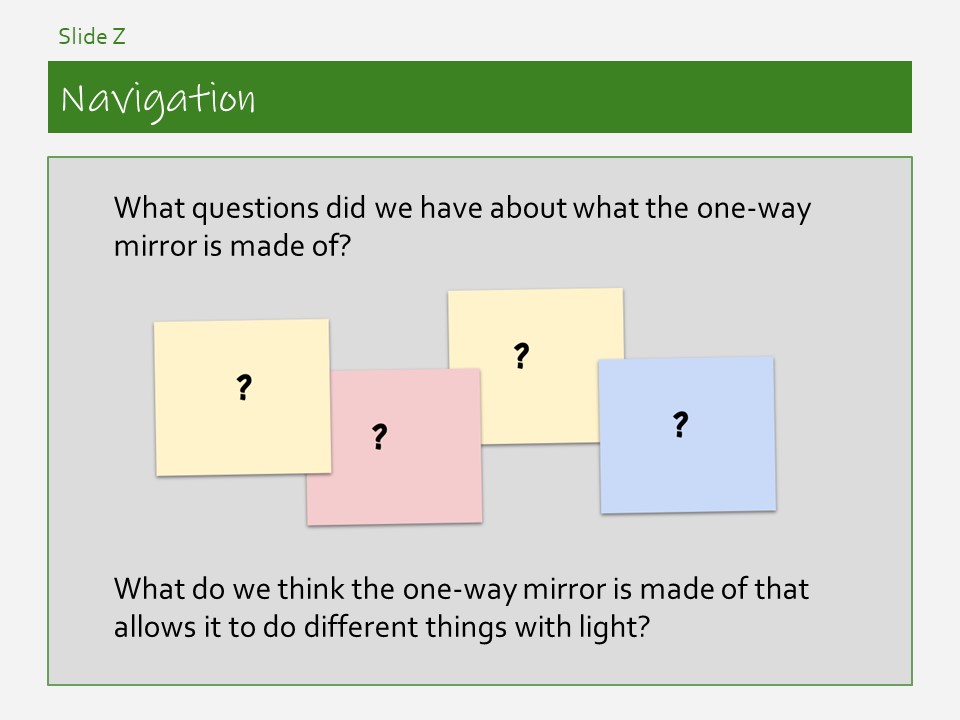 Slide Z
Navigation
What questions did we have about what the one-way
mirror is made of?
?
?
?
?
What do we think the one-way mirror is made of that
allows it to do different things with light?